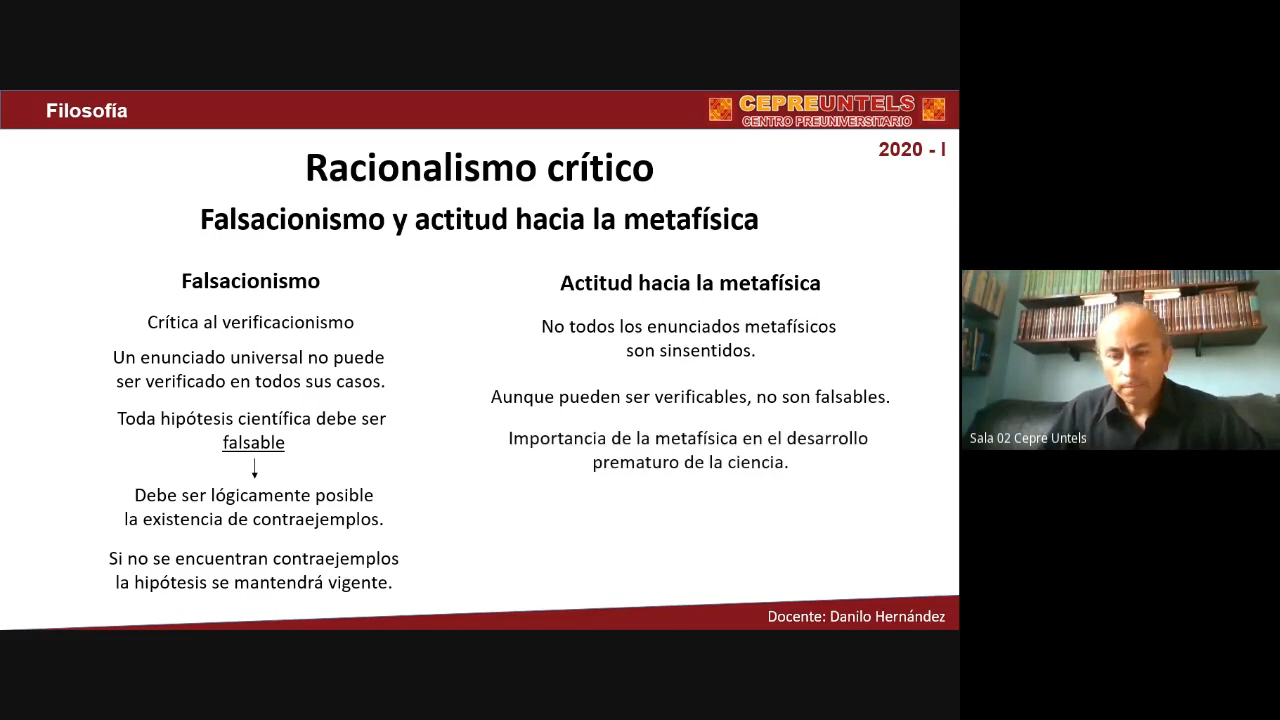 Filosofía
CEPREUNTELS
CENTRO PREUNIVERSITARIO
2020 - I
Racionalismo crítico
Falsacionismo y actitud hacia la metafísica
Falsacionismo
Crítica al verificacionismo
Un enunciado universal no puede
ser verificado en todos sus casos.
Toda hipótesis científica debe ser
falsable
Debe ser lógicamente posible
la existencia de contraejemplos.
Si no se encuentran contraejemplos
la hipótesis se mantendrá vigente.
Actitud hacia la metafísica
No todos los enunciados metafísicos
son sinsentidos.
Aunque pueden ser verificables, no son falsables.
Importancia de la metafísica en el desarrollo
prematuro de la ciencia.
Docente: Danilo Hernández
Sala 02 Cepre Untels